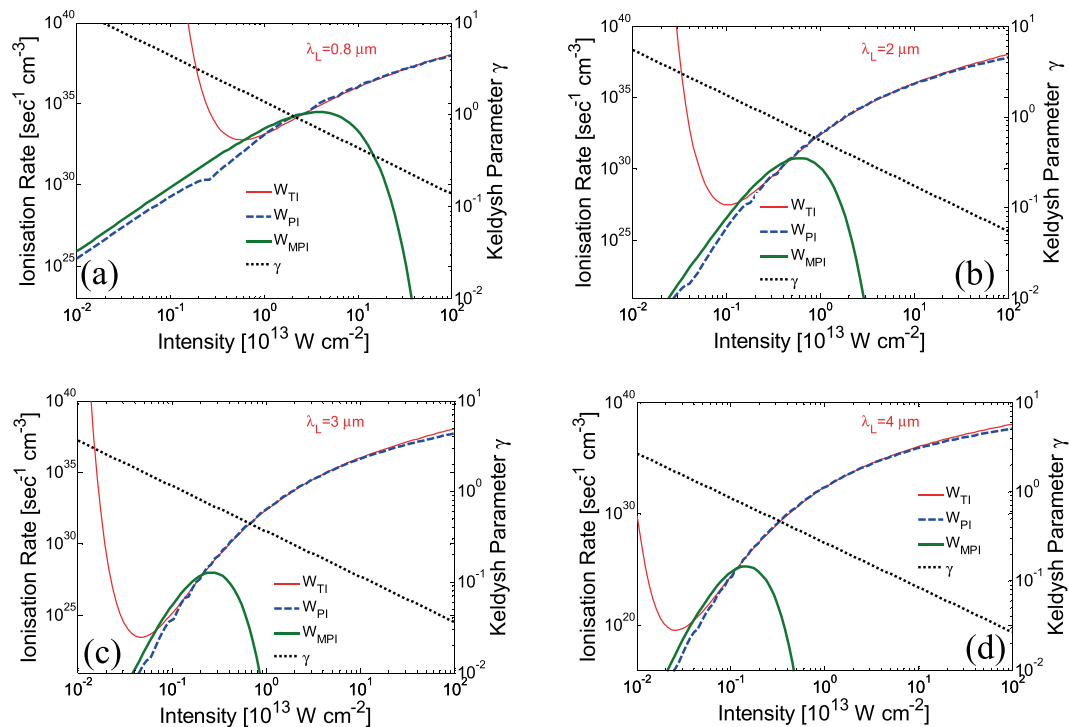 λ_L=0.8 μm
Ionisation Rate [sec^-1 cm^-3]
10^40
10^35
10^30
10^25
Keldysh Parameter γ
10^1
10^0
10^-1
10^-2
W_TI
W_PI
W_MPI
γ
(a)
10^-2 10^-1 10^0 10^1 10^2
Intensity [10^13 W cm^-2]
λ_L=2 μm
Ionisation Rate [sec^-1 cm^-3]
10^40
10^35
10^30
10^25
Keldysh Parameter γ
10^1
10^0
10^-1
10^-2
W_TI
W_PI
W_MPI
γ
(b)
10^-2 10^-1 10^0 10^1 10^2
Intensity [10^13 W cm^-2]
λ_L=3 μm
Ionisation Rate [sec^-1 cm^-3]
10^40
10^35
10^30
10^25
Keldysh Parameter γ
10^1
10^0
10^-1
10^-2
W_TI
W_PI
W_MPI
γ
(c)
10^-2 10^-1 10^0 10^1 10^2
Intensity [10^13 W cm^-2]
λ_L=4 μm
Ionisation Rate [sec^-1 cm^-3]
10^40
10^35
10^30
10^25
10^20
Keldysh Parameter γ
10^1
10^0
10^-1
10^-2
W_TI
W_PI
W_MPI
γ
(d)
10^-2 10^-1 10^0 10^1 10^2
Intensity [10^13 W cm^-2]